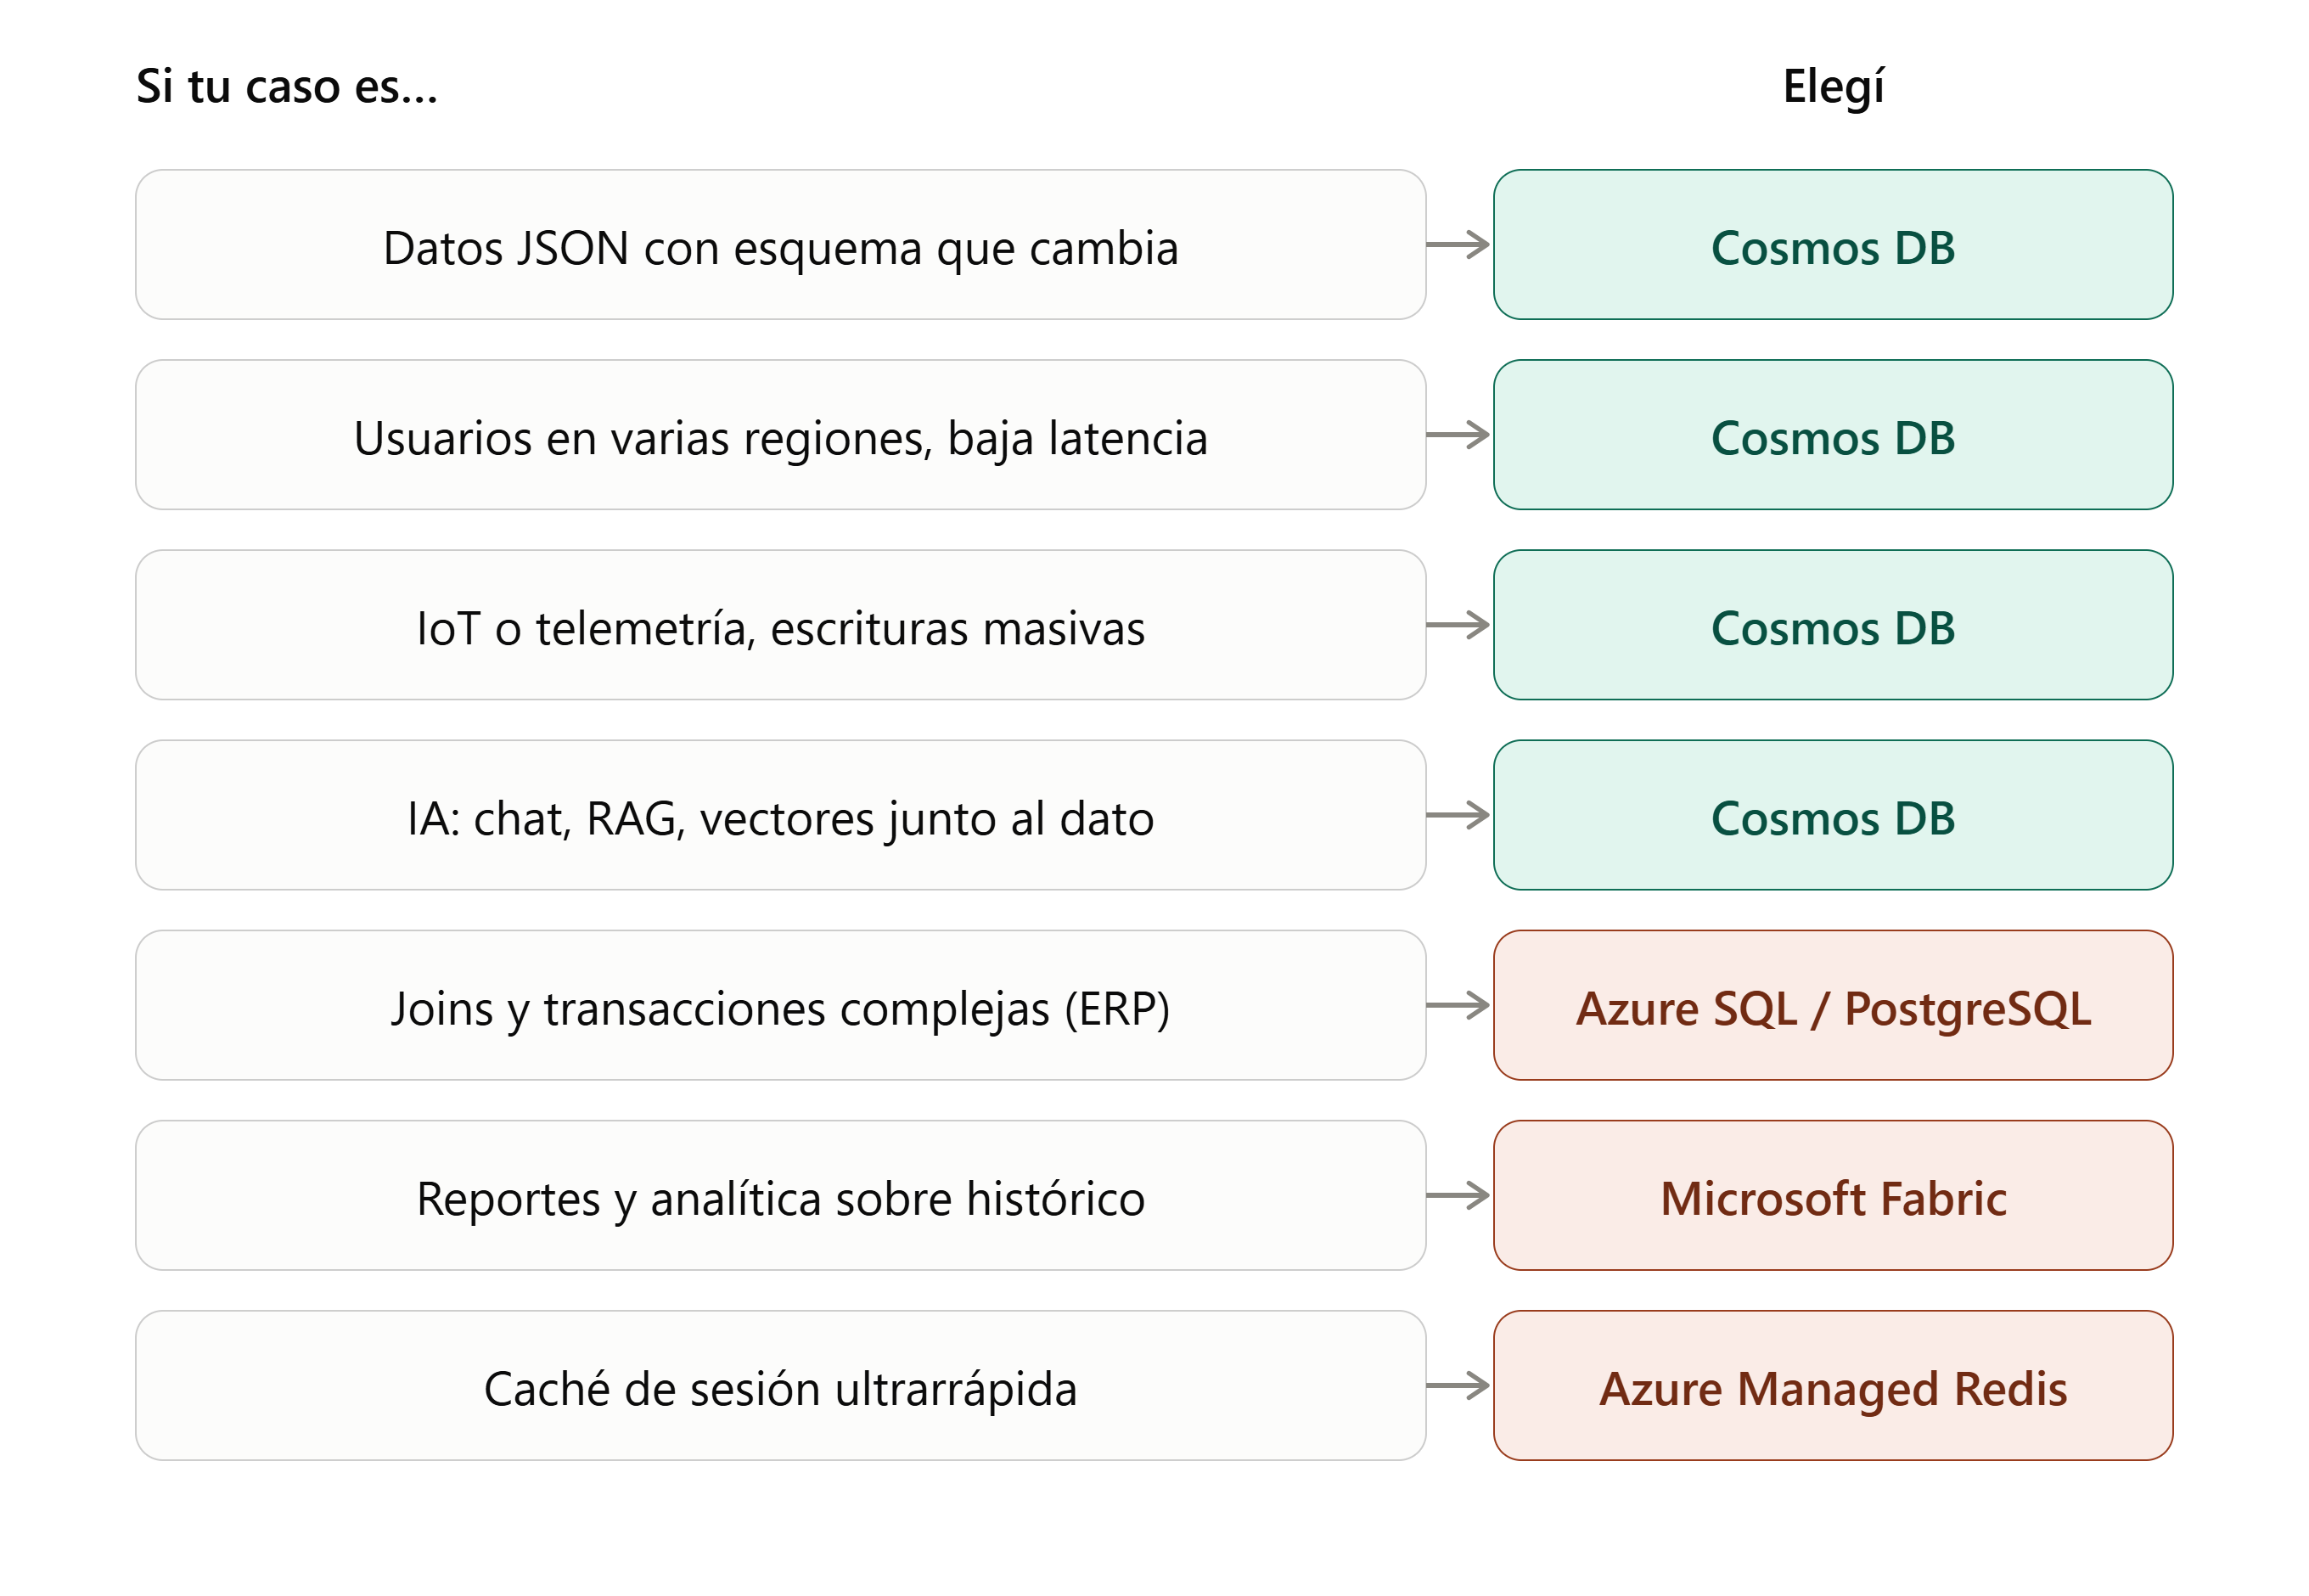 Si tu caso es...
Elegí
Datos JSON con esquema que cambia
Cosmos DB
Usuarios en varias regiones, baja latencia
Cosmos DB
IoT o telemetría, escrituras masivas
Cosmos DB
IA: chat, RAG, vectores junto al dato
Cosmos DB
Joins y transacciones complejas (ERP)
Azure SQL / PostgreSQL
Reportes y analítica sobre histórico
Microsoft Fabric
Caché de sesión ultrarrápida
Azure Managed Redis